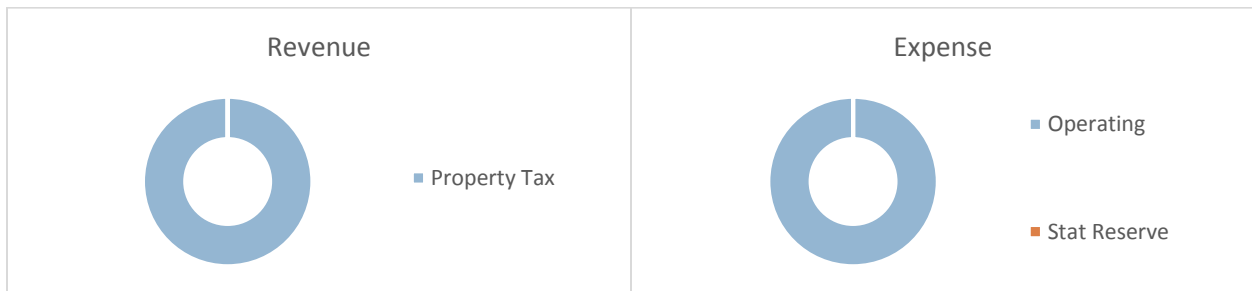 Revenue
Property Tax
Expense
Operating
Stat Reserve